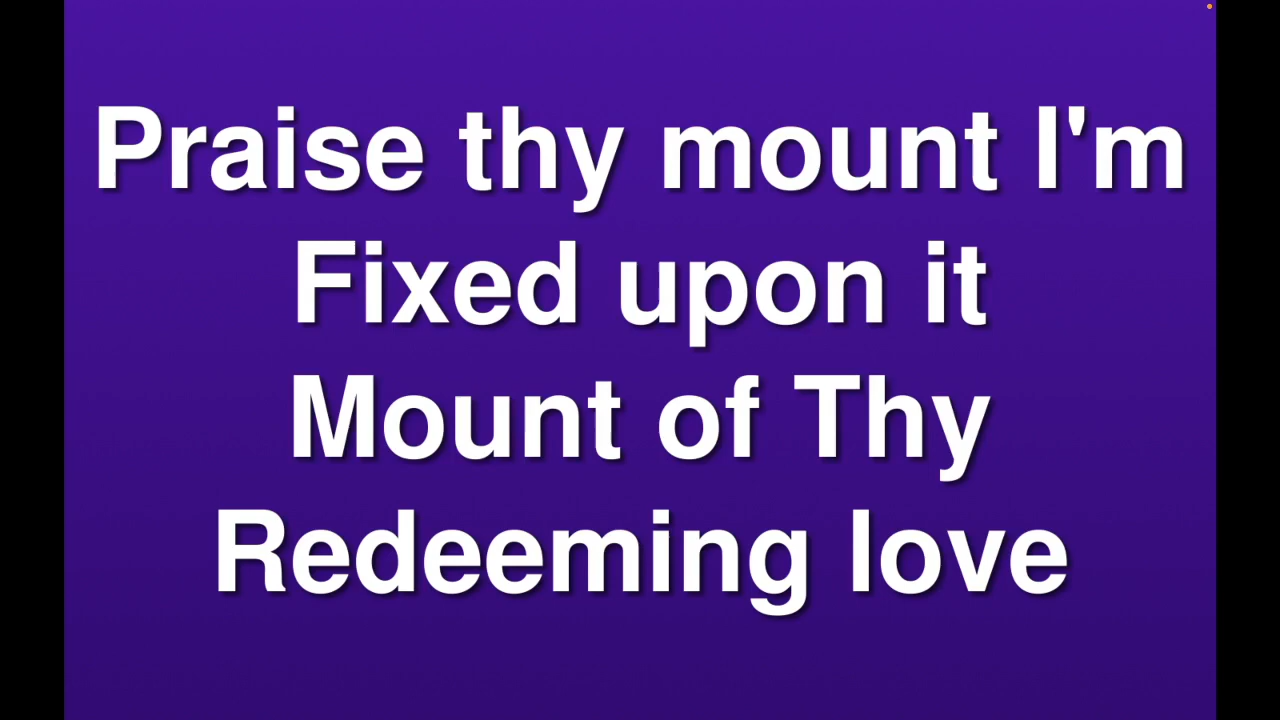 Praise thy mount I'm
Fixed upon it
Mount of Thy
Redeeming love